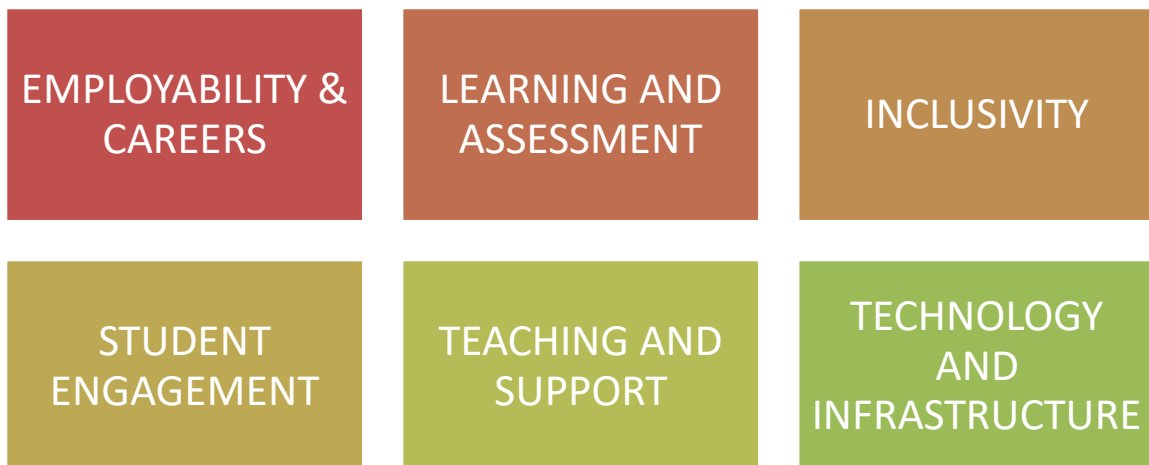 EMPLOYABILITY &
CAREERS
LEARNING AND
ASSESSMENT
INCLUSIVITY
STUDENT
ENGAGEMENT
TEACHING AND
SUPPORT
TECHNOLOGY
AND
INFRASTRUCTURE